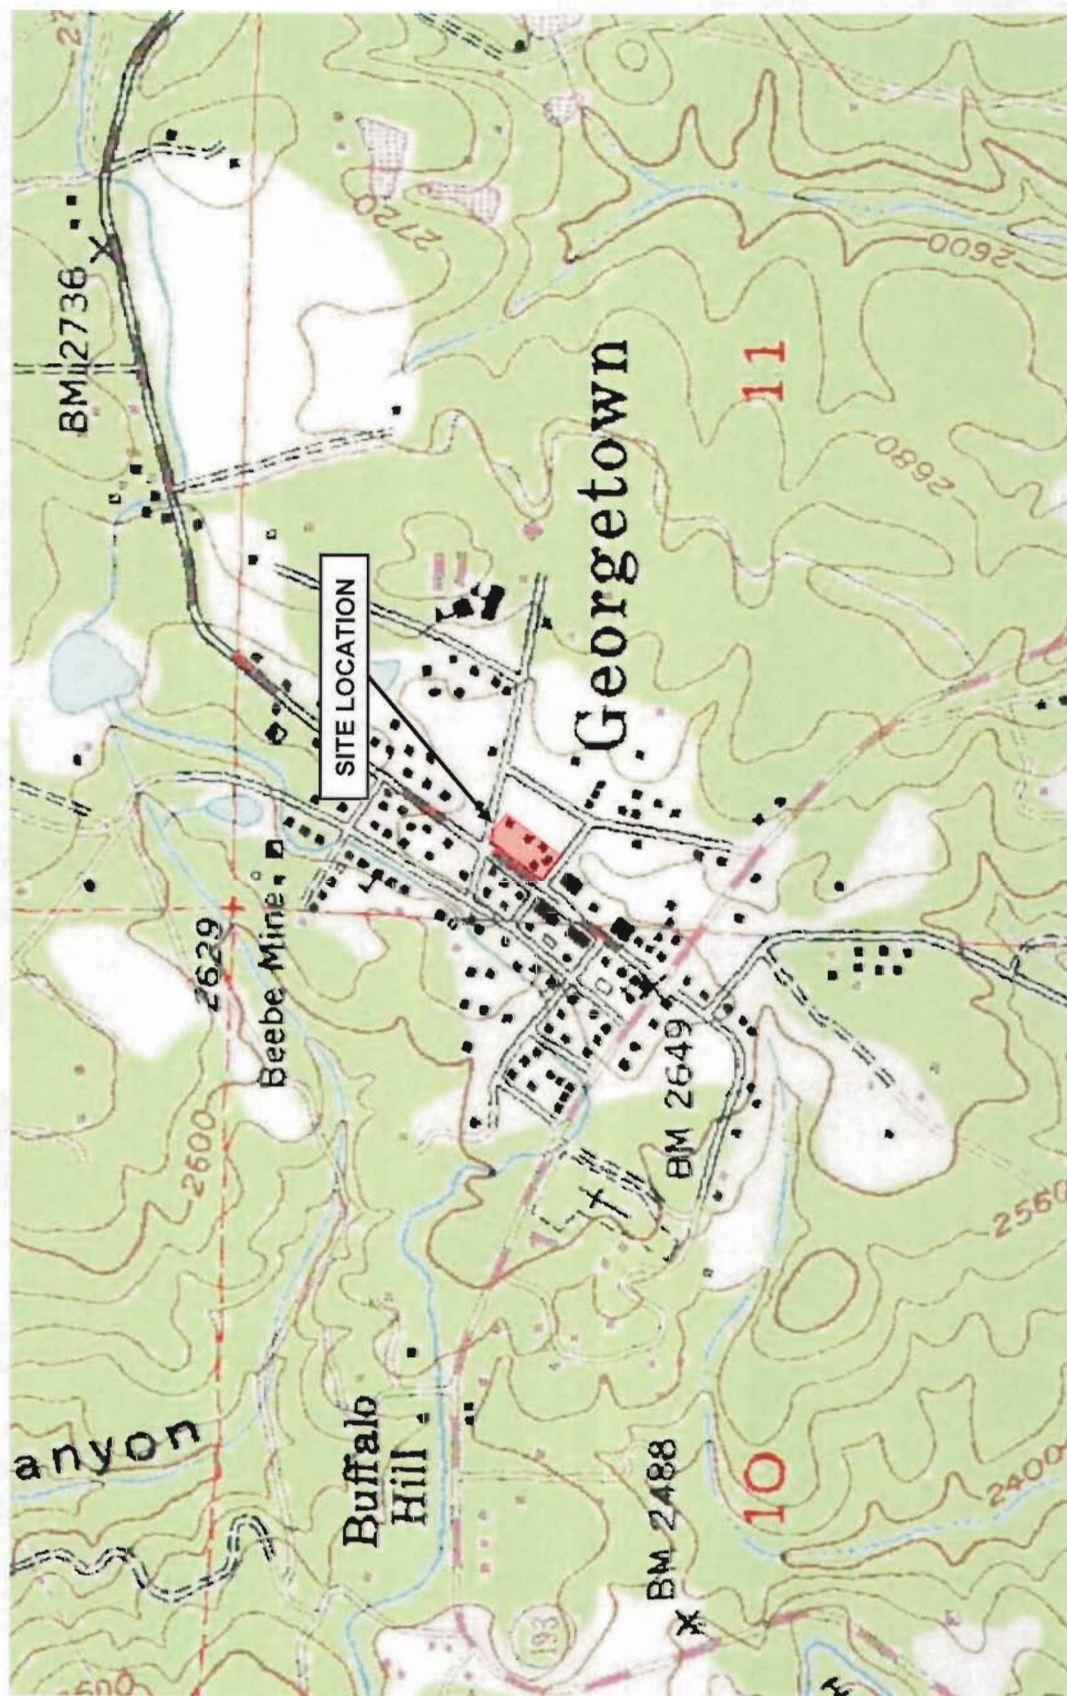 anyon
2600
2629
BM 2736
Beebe Mine
SITE LOCATION
2720
Buffalo
Hill
193
BM 2649
Georgetown
BM 2488
10
11
2680
2600
2560
2400